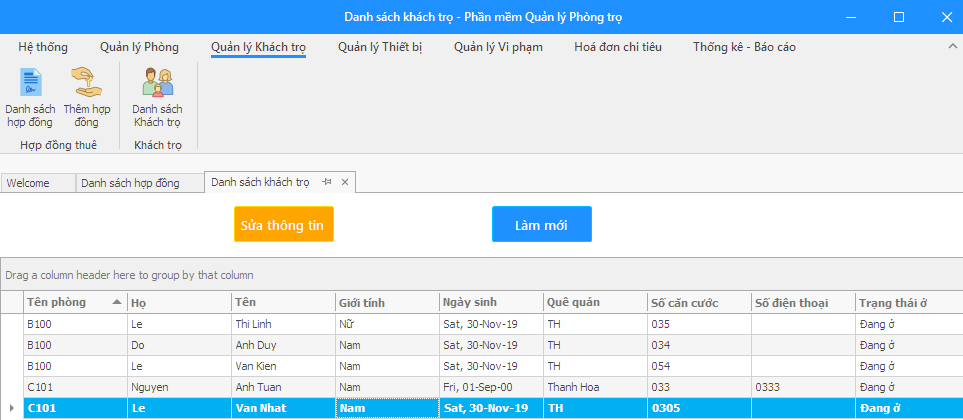 Danh sách khách trọ - Phần mềm Quản lý Phòng trọ
Hệ thống Quản lý Phòng Quản lý Khách trọ Quản lý Thiết bị Quản lý Vi phạm Hoá đơn chi tiêu Thống kê - Báo cáo
Danh sách hợp đồng Thêm hợp đồng Danh sách Khách trọ
Hợp đồng thuê Khách trọ
Welcome Danh sách hợp đồng Danh sách khách trọ
Sửa thông tin Làm mới
Drag a column header here to group by that column
Tên phòng Họ Tên Giới tính Ngày sinh Quê quán Số căn cước Số điện thoại Trạng thái ở
B100 Le Thi Linh Nữ Sat, 30-Nov-19 TH 035 Đang ở
B100 Do Anh Duy Nam Sat, 30-Nov-19 TH 034 Đang ở
B100 Le Van Kien Nam Sat, 30-Nov-19 TH 054 Đang ở
C101 Nguyen Anh Tuan Nam Fri, 01-Sep-00 Thanh Hoa 033 0333 Đang ở
C101 Le Van Nhat Nam Sat, 30-Nov-19 TH 0305 Đang ở